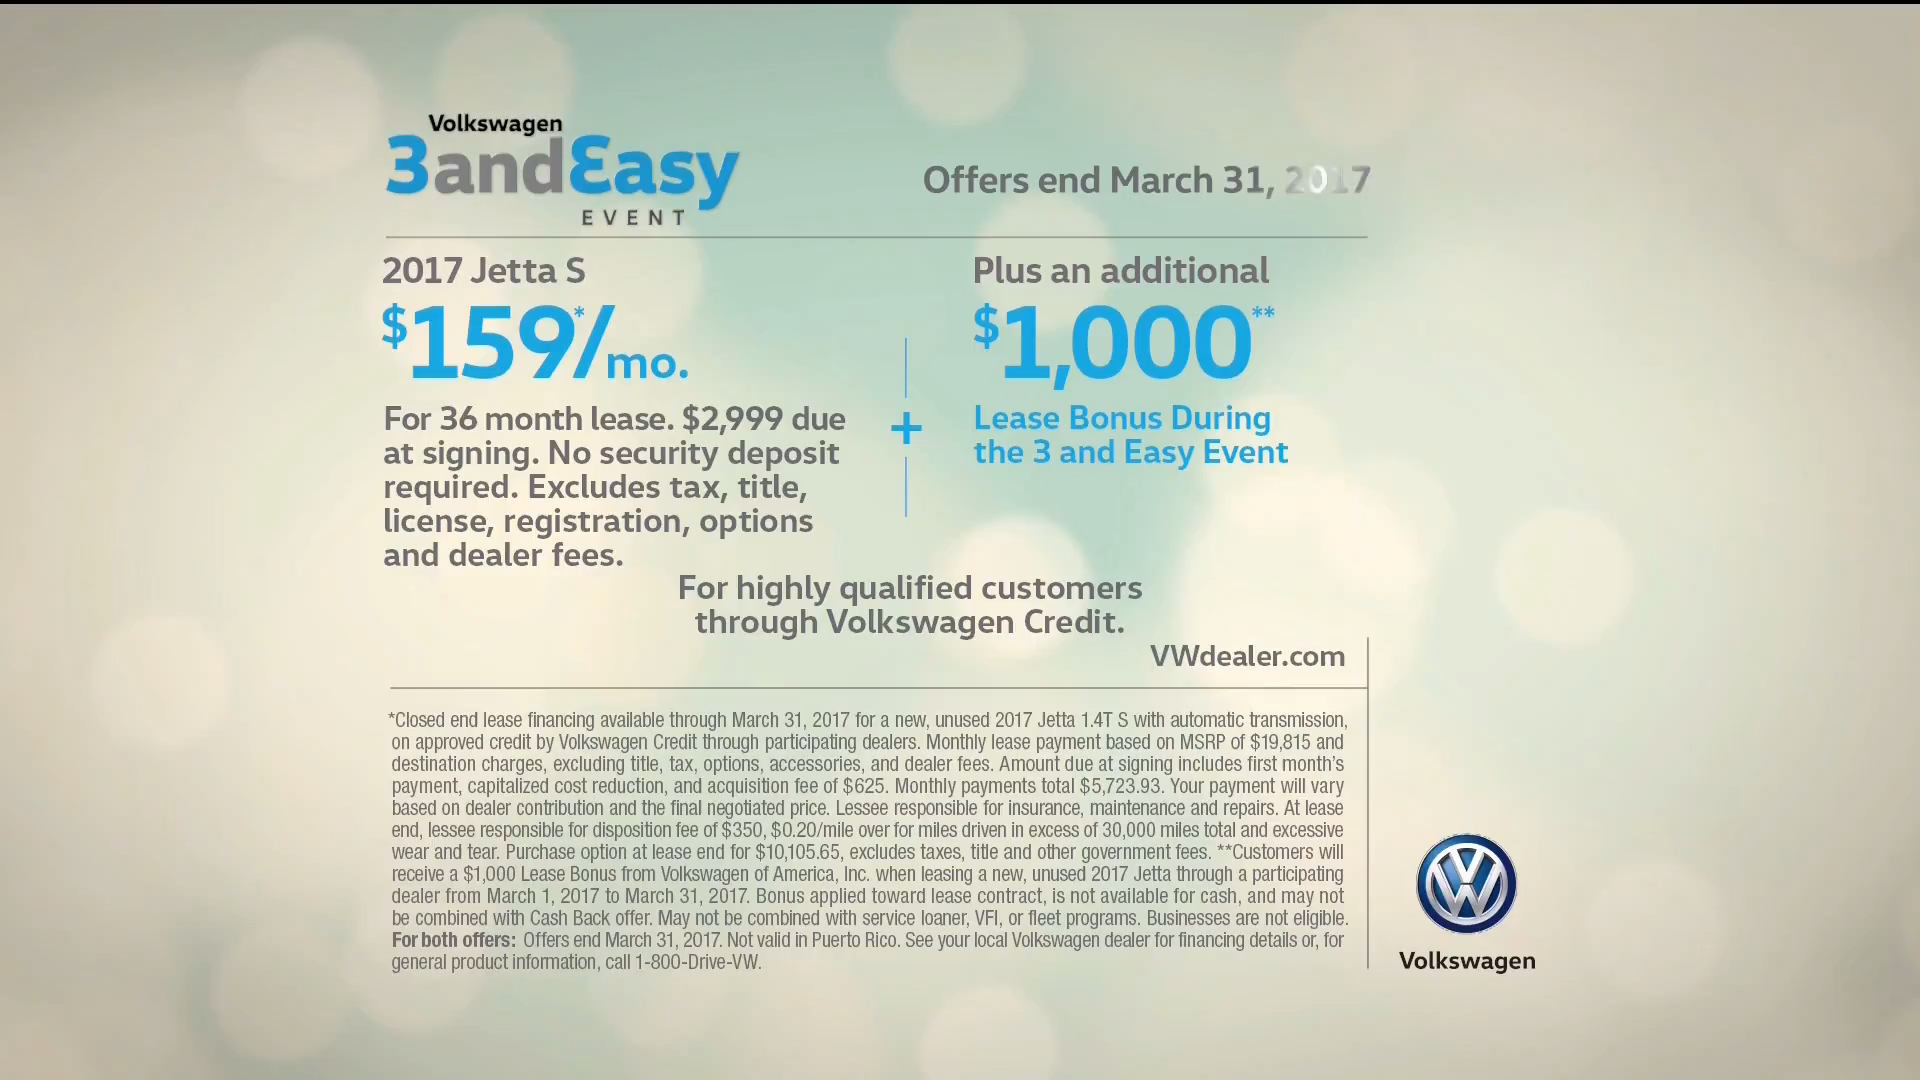 Volkswagen
3andEasy
EVENT
Offers end March 31, 2017
2017 Jetta S
$159*/mo.
For 36 month lease. $2,999 due
at signing. No security deposit
required. Excludes tax, title,
license, registration, options
and dealer fees.
+
Plus an additional
$1,000**
Lease Bonus During
the 3 and Easy Event
For highly qualified customers
through Volkswagen Credit.
VWdealer.com
*Closed end lease financing available through March 31, 2017 for a new, unused 2017 Jetta 1.4T S with automatic transmission,
on approved credit by Volkswagen Credit through participating dealers. Monthly lease payment based on MSRP of $19,815 and
destination charges, excluding title, tax, options, accessories, and dealer fees. Amount due at signing includes first month's
payment, capitalized cost reduction, and acquisition fee of $625. Monthly payments total $5,723.93. Your payment will vary
based on dealer contribution and the final negotiated price. Lessee responsible for insurance, maintenance and repairs. At lease
end, lessee responsible for disposition fee of $350, $0.20/mile over for miles driven in excess of 30,000 miles total and excessive
wear and tear. Purchase option at lease end for $10,105.65, excludes taxes, title and other government fees. **Customers will
receive a $1,000 Lease Bonus from Volkswagen of America, Inc. when leasing a new, unused 2017 Jetta through a participating
dealer from March 1, 2017 to March 31, 2017. Bonus applied toward lease contract, is not available for cash, and may not
be combined with Cash Back offer. May not be combined with service loaner, VFI, or fleet programs. Businesses are not eligible.
For both offers: Offers end March 31, 2017. Not valid in Puerto Rico. See your local Volkswagen dealer for financing details or, for
general product information, call 1-800-Drive-VW.
Volkswagen